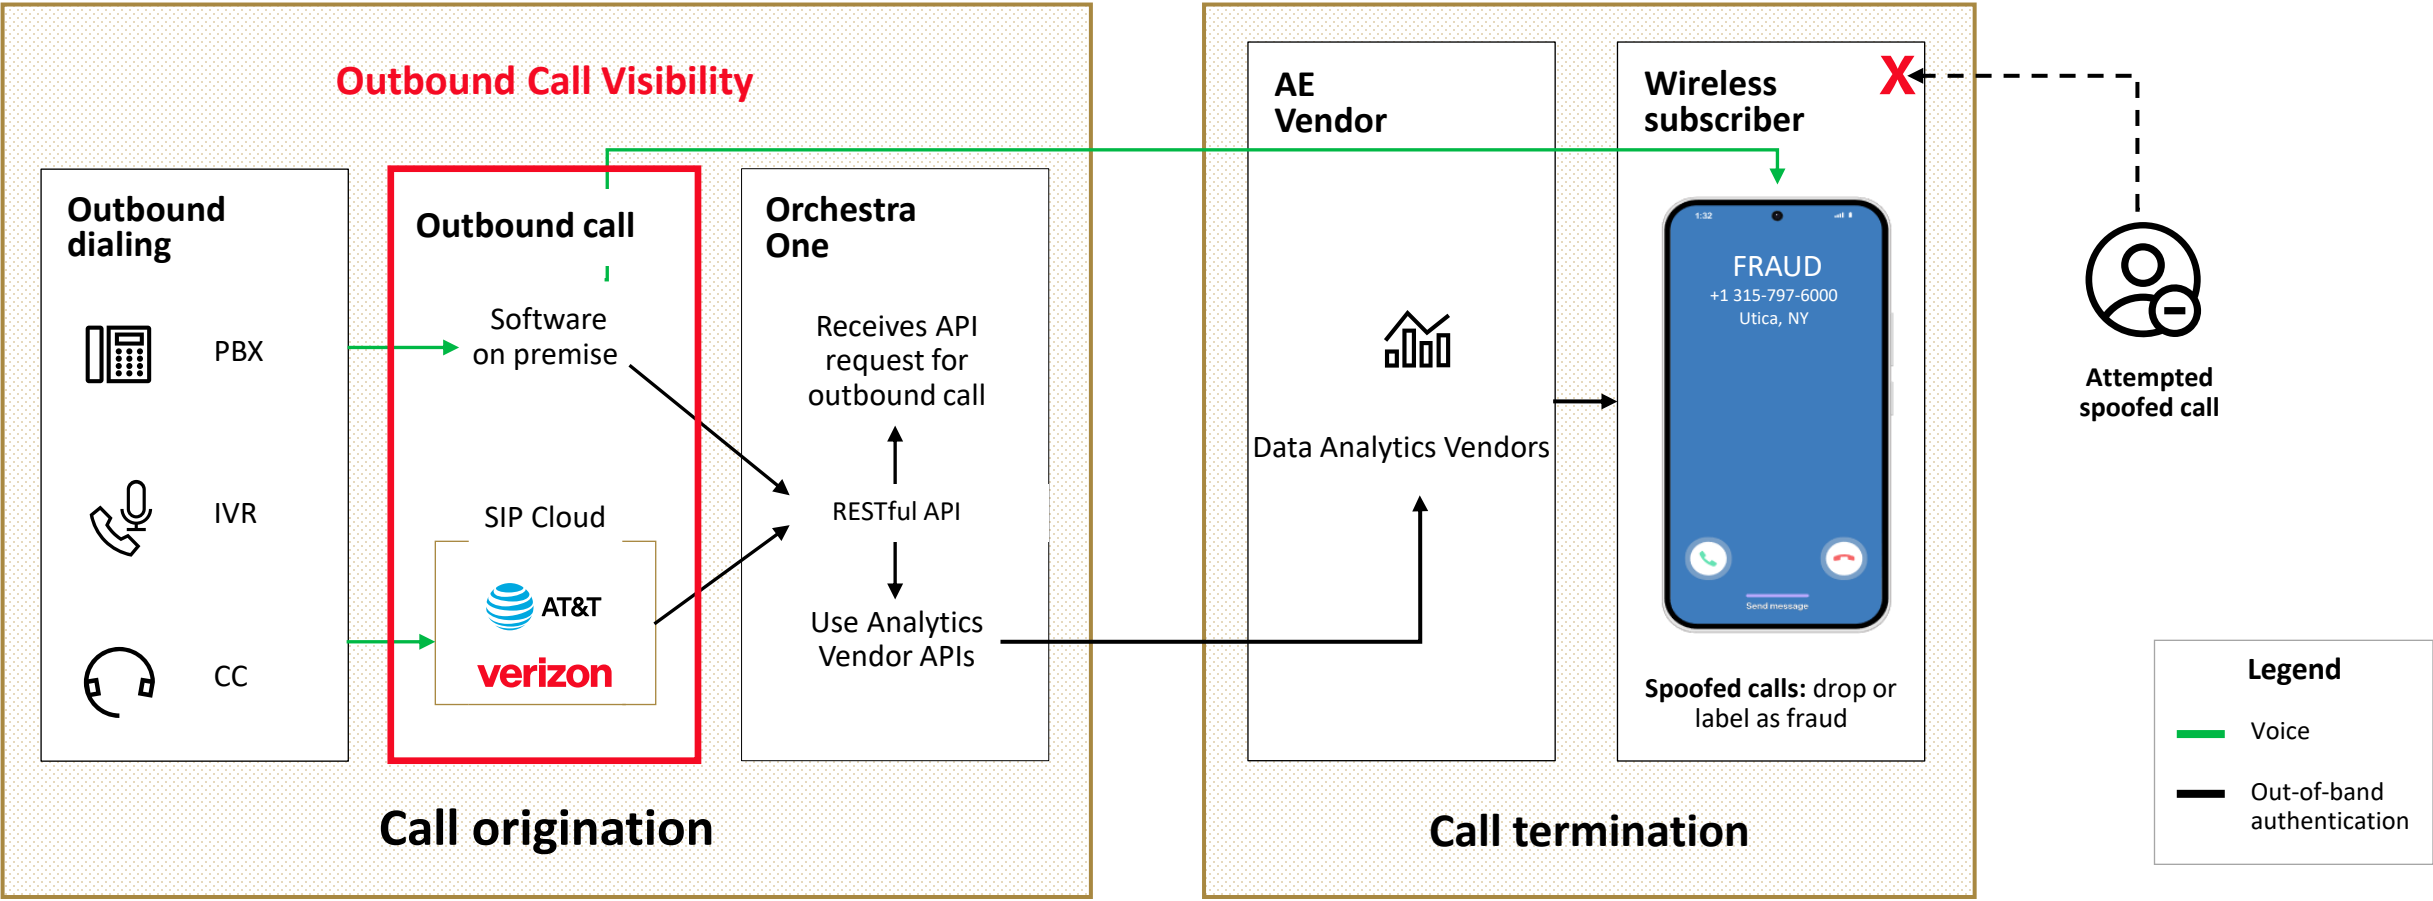 Outbound Call Visibility
Outbound
dialing
PBX
IVR
CC
Outbound call
Software
on premise
SIP Cloud
AT&T
verizon
Orchestra
One
Receives API
request for
outbound call
RESTful API
Use Analytics
Vendor APIs
Call origination
AE
Vendor
Data Analytics Vendors
Wireless
subscriber
X
1:32
FRAUD
+1 315-797-6000
Utica, NY
Send message
Spoofed calls: drop or
label as fraud
Call termination
Attempted
spoofed call
Legend
Voice
Out-of-band
authentication